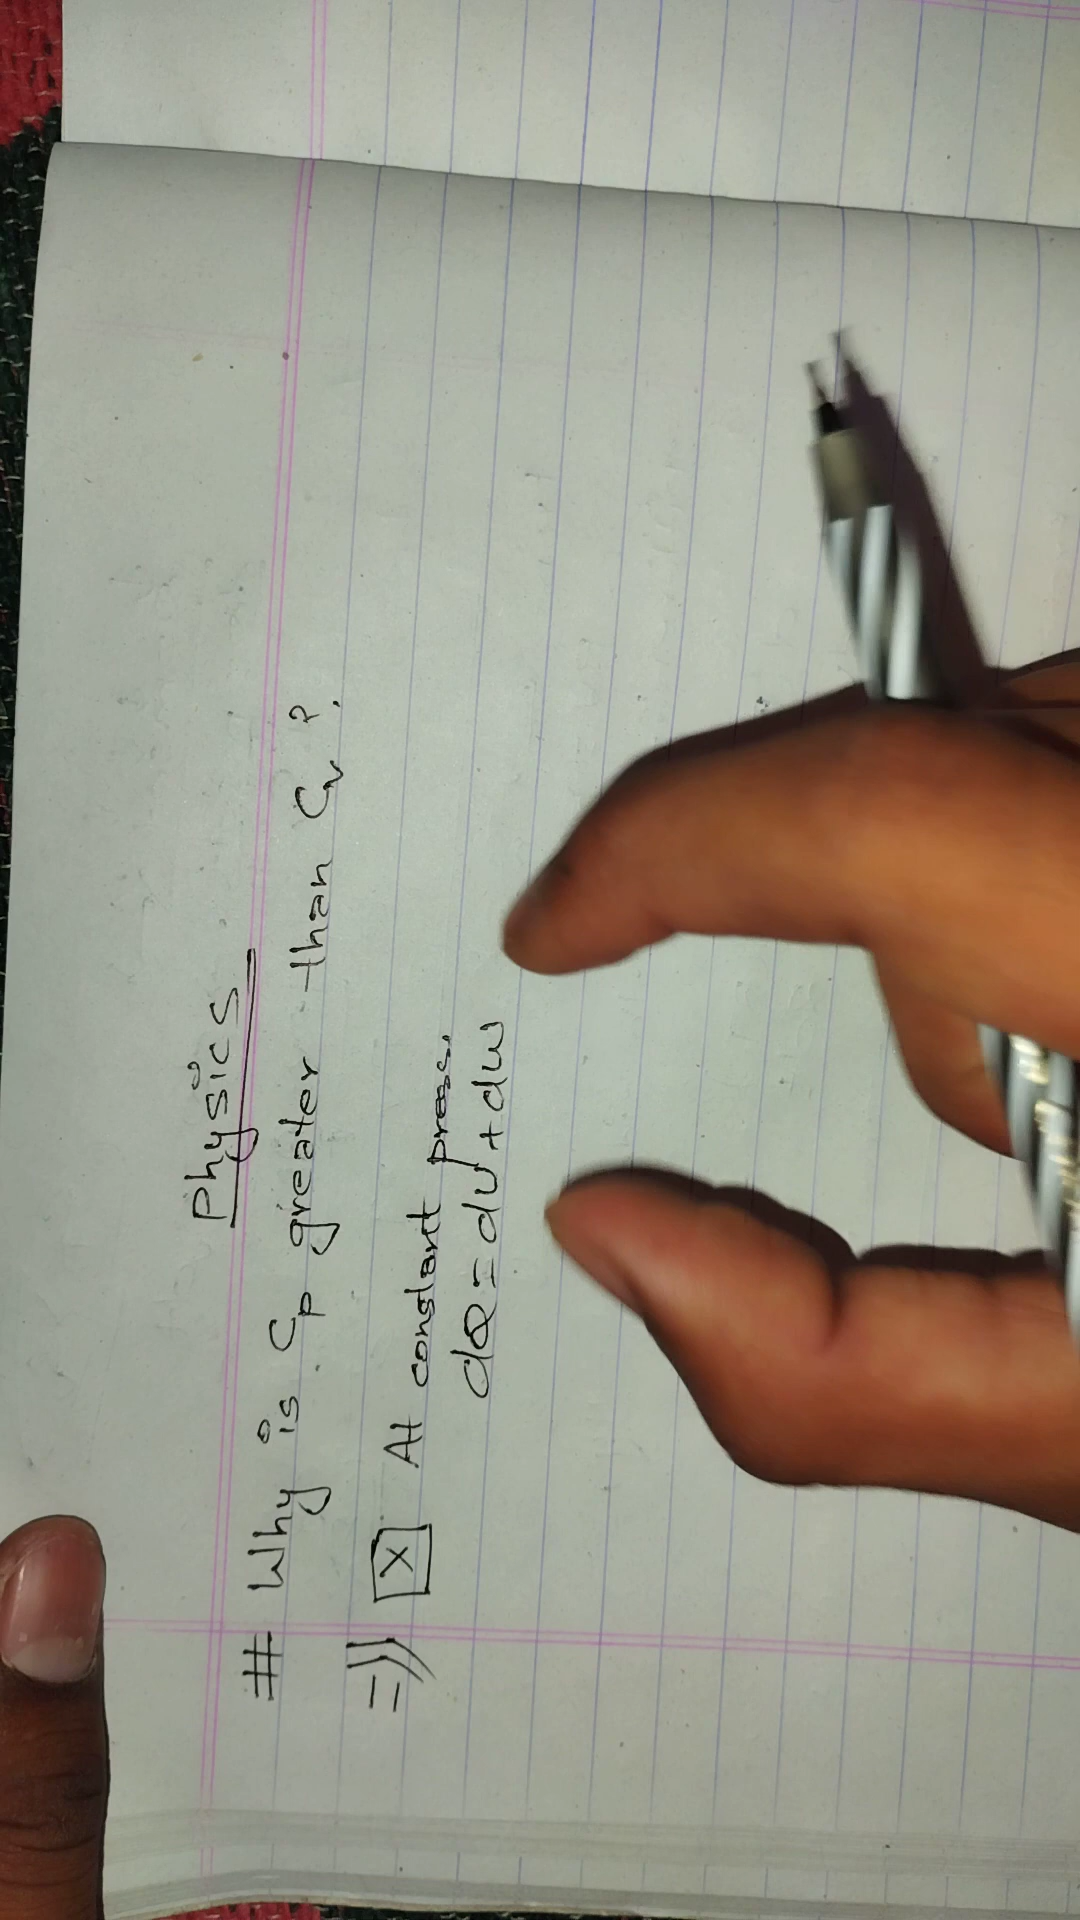 Physics
# Why is Cp greater than Cv?
=) [X] At constant press.
dQ = du + dw